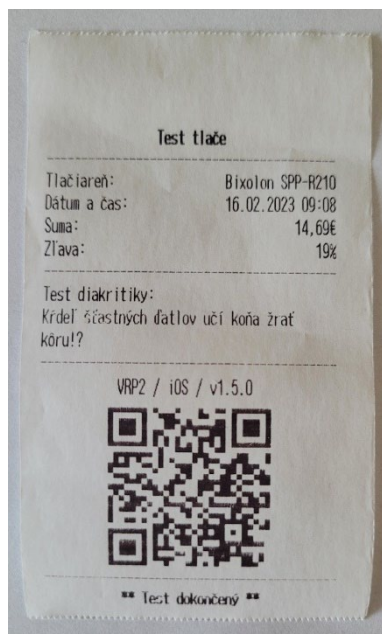 Test tlače
Tlačiareň: Bixolon SPP-R210
Dátum a čas: 16.02.2023 09:08
Suma: 14,69€
Zľava: 19%
Test diakritiky:
Kŕdeľ šťastných ďatlov učí koňa žrať
kôru!?
VRP2 / iOS / v1.5.0
** Test dokončený **